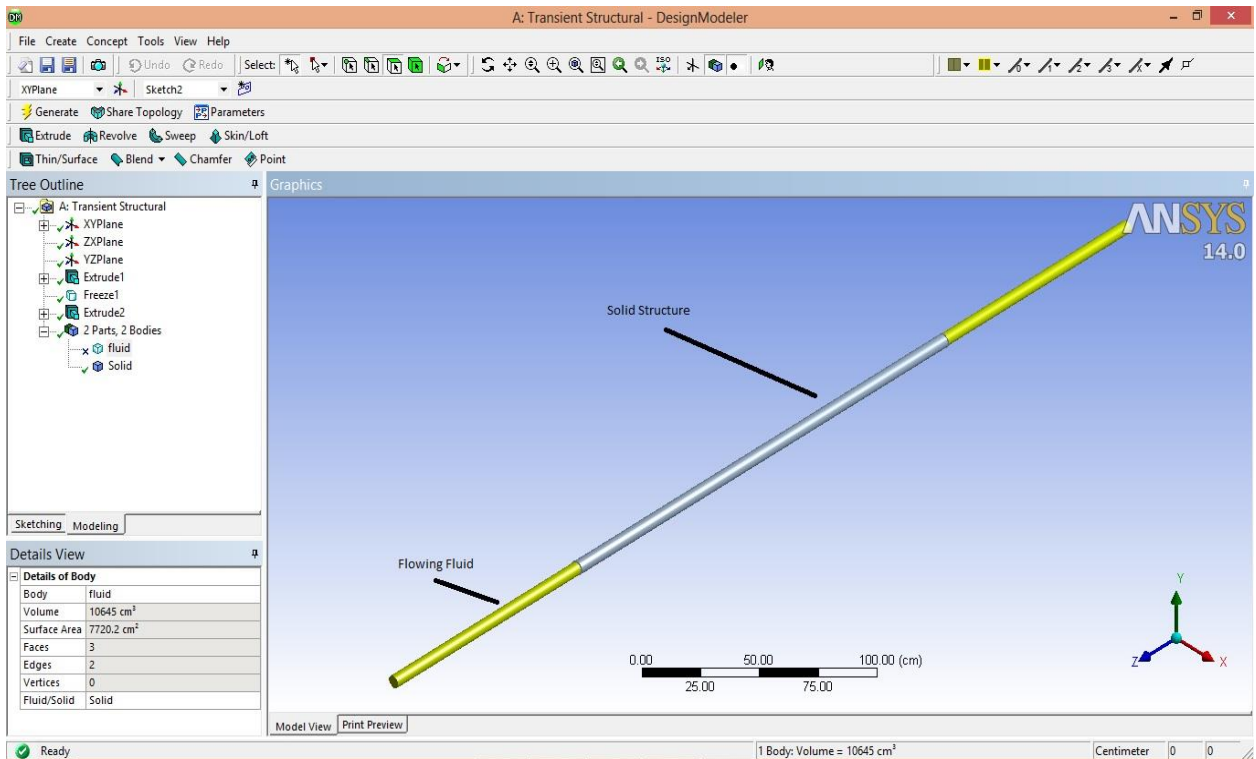 A: Transient Structural - DesignModeler
File Create Concept Tools View Help
Undo Redo Select:
XYPlane Sketch2
Generate Share Topology Parameters
Extrude Revolve Sweep Skin/Loft
Thin/Surface Blend Chamfer Point
Tree Outline
A: Transient Structural
XYPlane
ZXPlane
YZPlane
Extrude1
Freeze1
Extrude2
2 Parts, 2 Bodies
fluid
Solid
Sketching Modeling
Details View
Details of Body
Body fluid
Volume 10645 cm³
Surface Area 7720.2 cm²
Faces 3
Edges 2
Vertices 0
Fluid/Solid Solid
Graphics
ANSYS
14.0
Solid Structure
Flowing Fluid
0.00 50.00 100.00 (cm)
25.00 75.00
Y
Z X
Model View Print Preview
Ready 1 Body: Volume = 10645 cm³ Centimeter 0 0